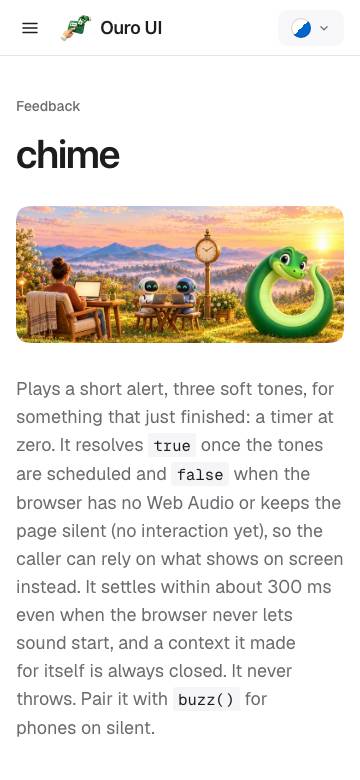 Ouro UI
Feedback
chime
Plays a short alert, three soft tones, for
something that just finished: a timer at
zero. It resolves true once the tones
are scheduled and false when the
browser has no Web Audio or keeps the
page silent (no interaction yet), so the
caller can rely on what shows on screen
instead. It settles within about 300 ms
even when the browser never lets
sound start, and a context it made
for itself is always closed. It never
throws. Pair it with buzz() for
phones on silent.